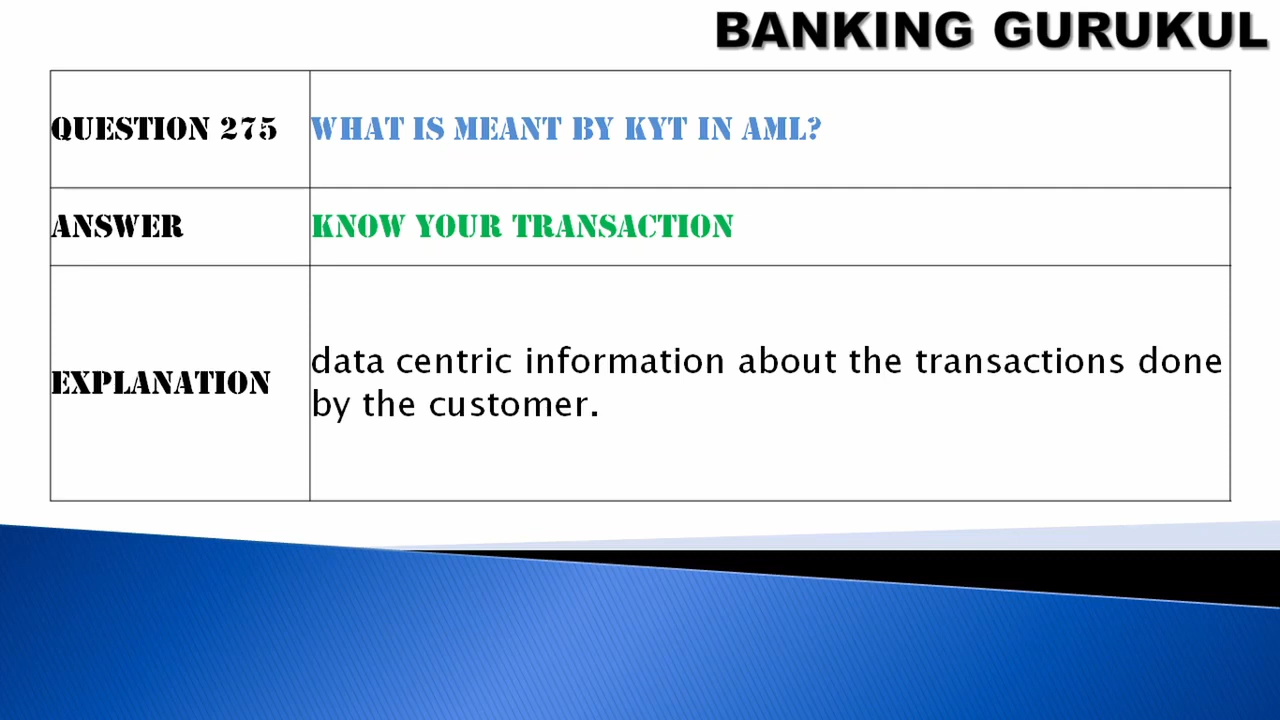 BANKING GURUKUL
QUESTION 275
WHAT IS MEANT BY KYT IN AML?
ANSWER
KNOW YOUR TRANSACTION
EXPLANATION
data centric information about the transactions done
by the customer.